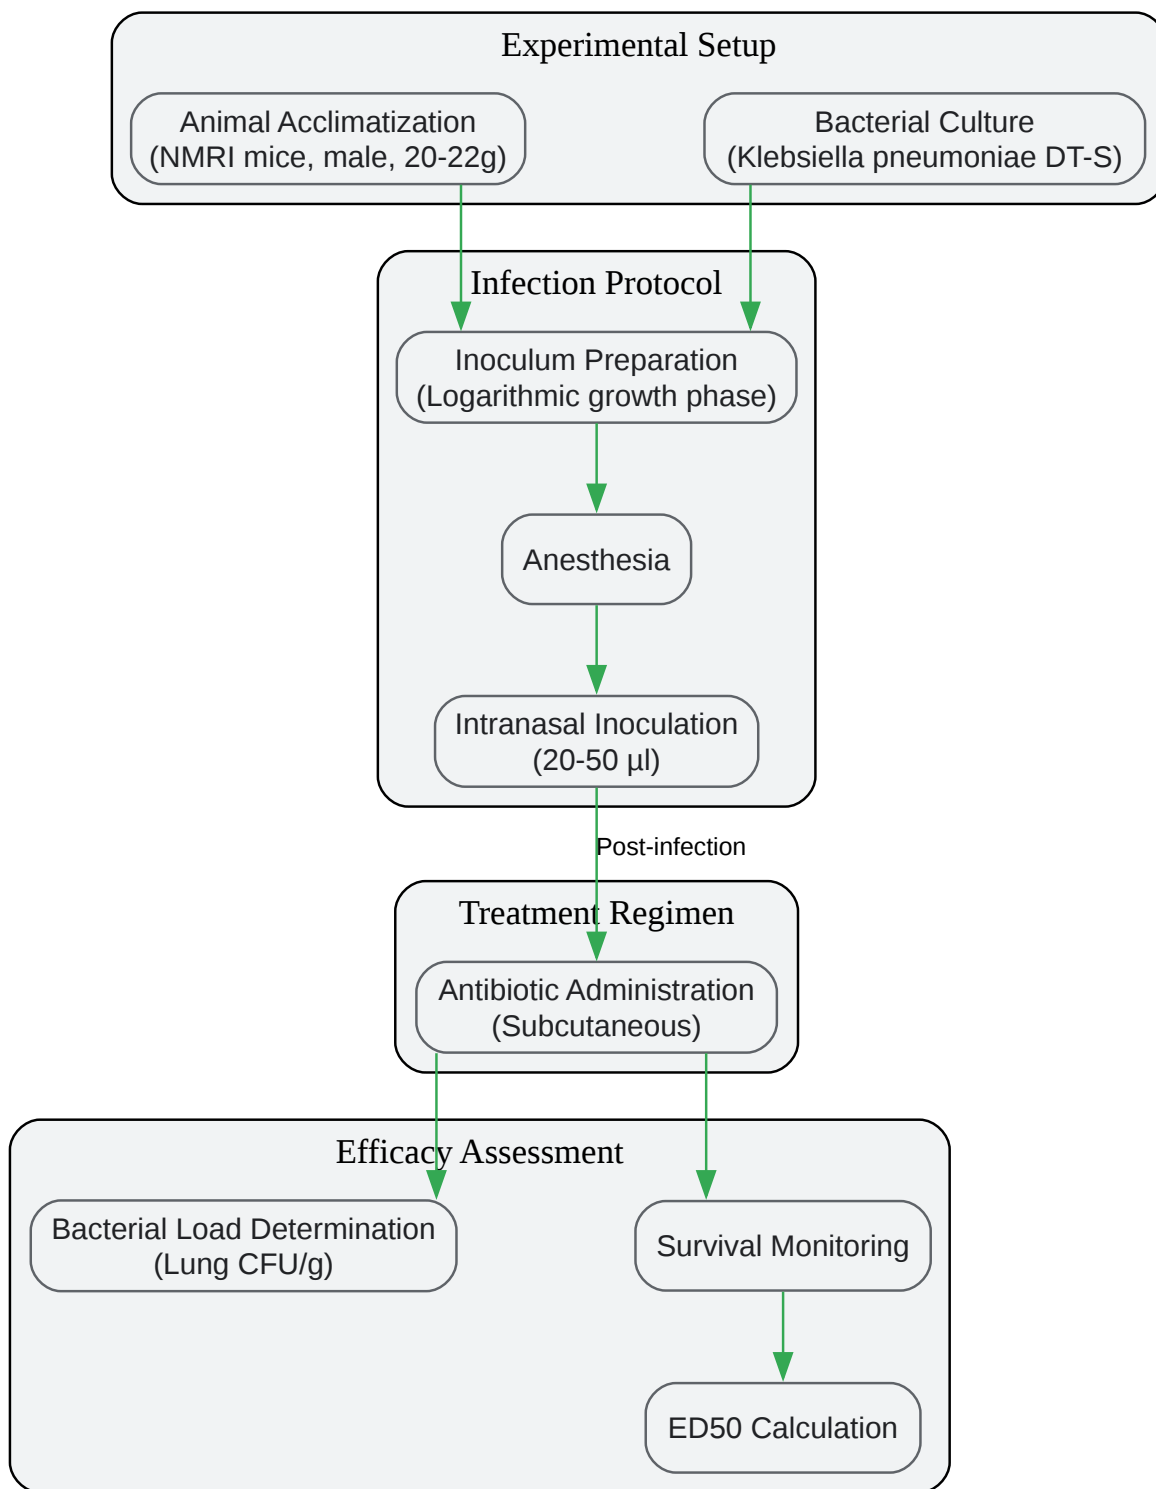 Experimental Setup
Animal Acclimatization
(NMRI mice, male, 20-22g)
Bacterial Culture
(Klebsiella pneumoniae DT-S)
Infection Protocol
Inoculum Preparation
(Logarithmic growth phase)
Anesthesia
Intranasal Inoculation
(20-50 µl)
Post-infection
Treatment Regimen
Antibiotic Administration
(Subcutaneous)
Efficacy Assessment
Bacterial Load Determination
(Lung CFU/g)
Survival Monitoring
ED50 Calculation